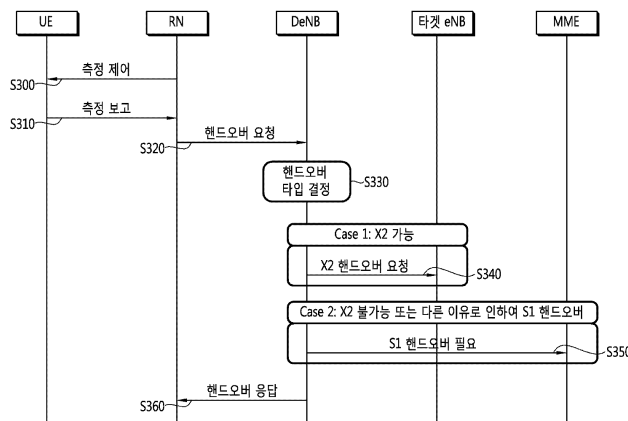 UE
RN
DeNB
타겟 eNB
MME
측정 제어
S300
측정 보고
S310
핸드오버 요청
S320
핸드오버
타입 결정
S330
Case 1: X2 가능
X2 핸드오버 요청
S340
Case 2: X2 불가능 또는 다른 이유로 인하여 S1 핸드오버
S1 핸드오버 필요
S350
핸드오버 응답
S360